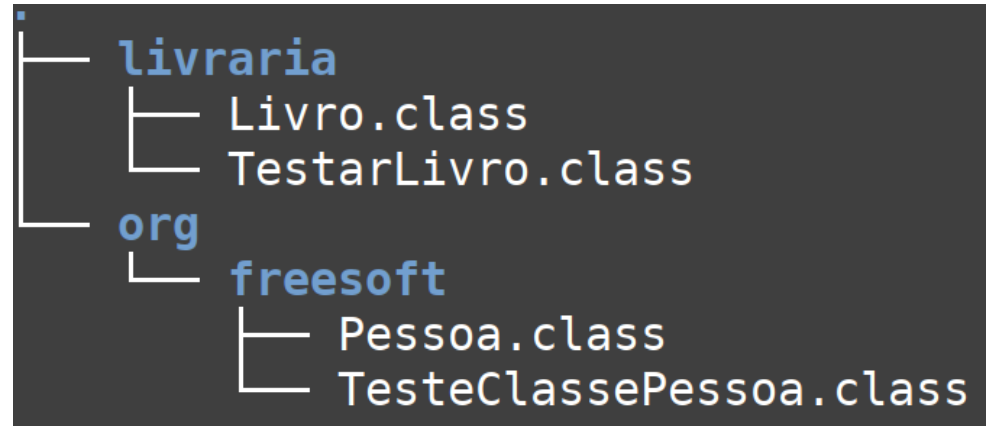 .
livraria
Livro.class
TestarLivro.class
org
freesoft
Pessoa.class
TesteClassePessoa.class